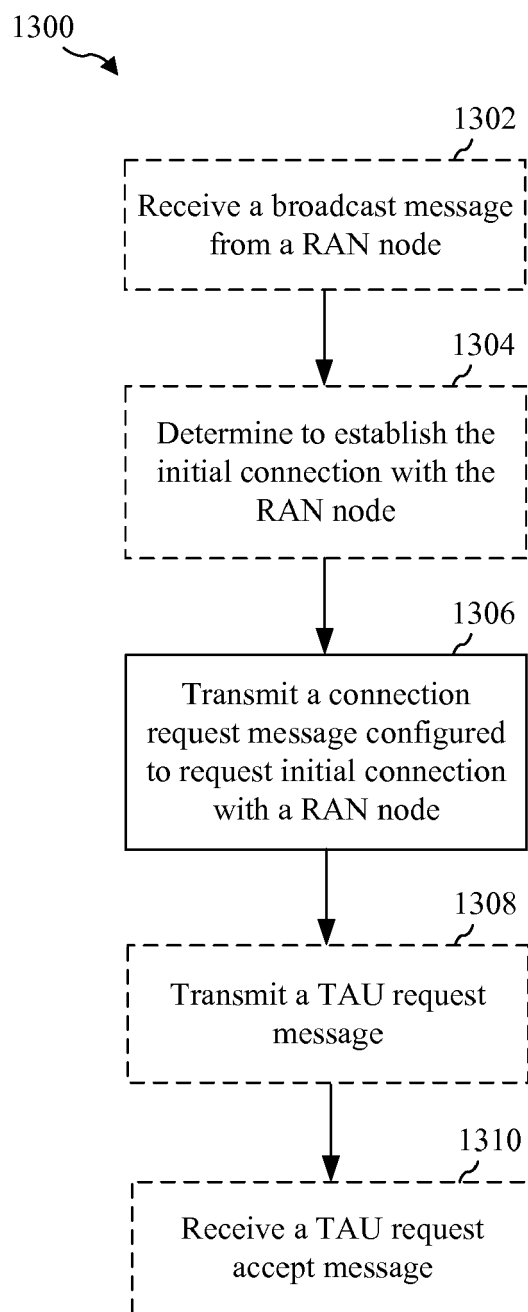 1300
1302
Receive a broadcast message
from a RAN node
1304
Determine to establish the
initial connection with the
RAN node
1306
Transmit a connection
request message configured
to request initial connection
with a RAN node
1308
Transmit a TAU request
message
1310
Receive a TAU request
accept message